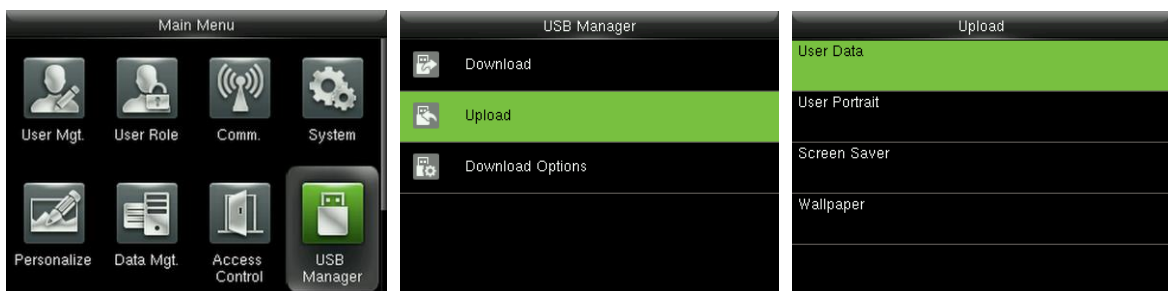 Main Menu
User Mgt.
User Role
Comm.
System
Personalize
Data Mgt.
Access
Control
USB
Manager
USB Manager
Download
Upload
Download Options
Upload
User Data
User Portrait
Screen Saver
Wallpaper